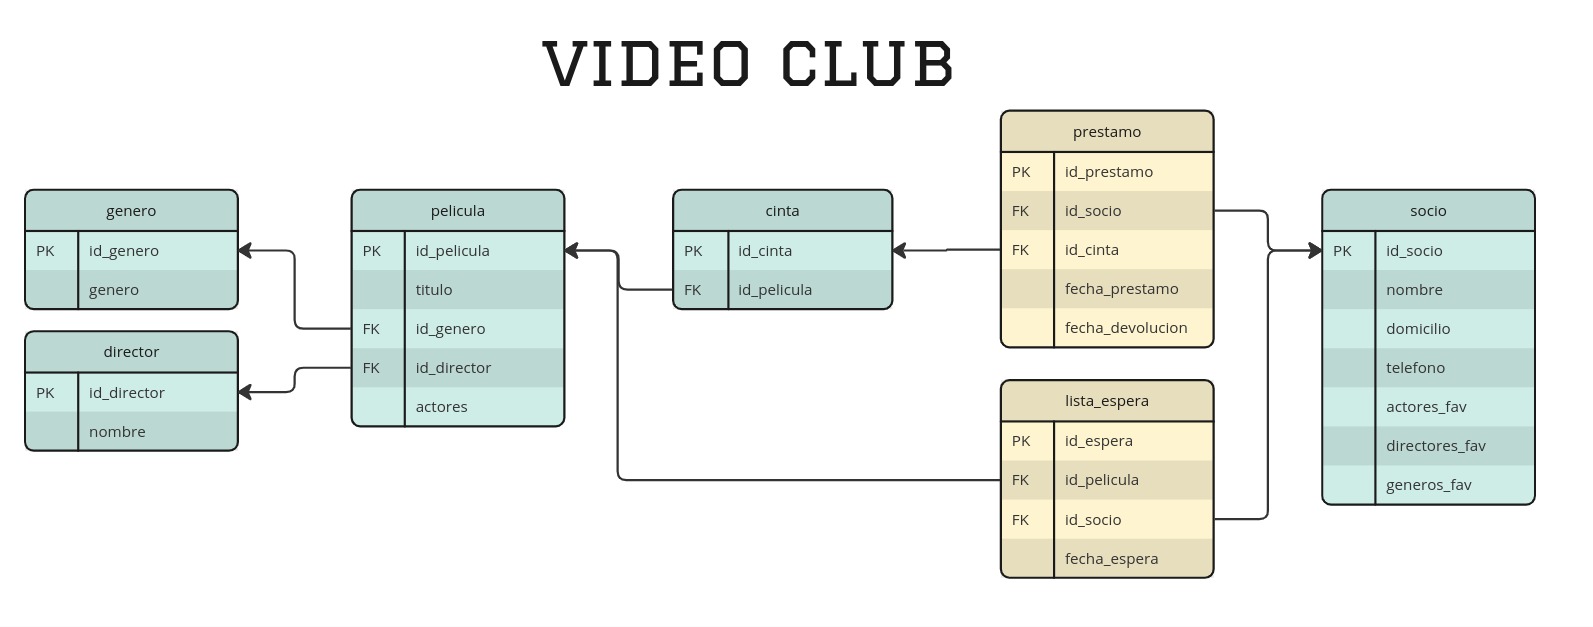 VIDEO CLUB
genero
PK id_genero
genero
director
PK id_director
nombre
pelicula
PK id_pelicula
titulo
FK id_genero
FK id_director
actores
cinta
PK id_cinta
FK id_pelicula
prestamo
PK id_prestamo
FK id_socio
FK id_cinta
fecha_prestamo
fecha_devolucion
lista_espera
PK id_espera
FK id_pelicula
FK id_socio
fecha_espera
socio
PK id_socio
nombre
domicilio
telefono
actores_fav
directores_fav
generos_fav